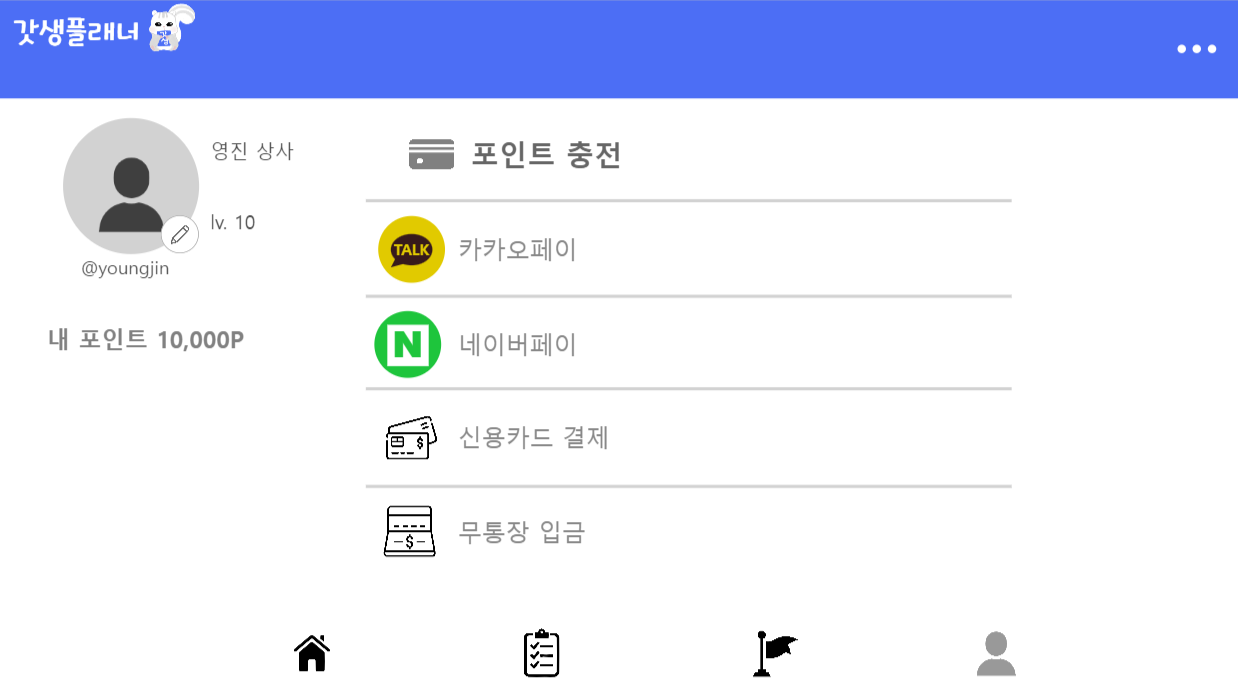 갓생플래너
영진 상사
lv. 10
@youngjin
내 포인트 10,000P
포인트 충전
TALK 카카오페이
N 네이버페이
신용카드 결제
무통장 입금